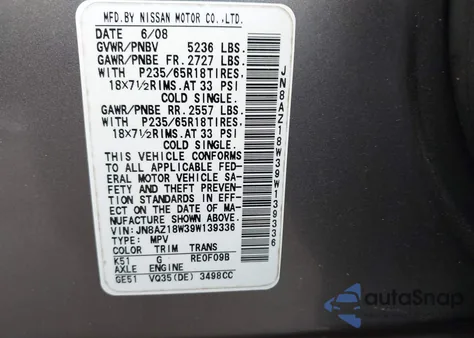 MFD.BY NISSAN MOTOR CO.,LTD.
DATE 6/08
GVWR/PNBV 5236 LBS.
GAWR/PNBE FR. 2727 LBS.
WITH P235/65R18TIRES.
18X7½RIMS.AT 33 PSI
COLD SINGLE.
GAWR/PNBE RR. 2557 LBS.
WITH P235/65R18TIRES.
18X7½RIMS.AT 33 PSI
COLD SINGLE.
THIS VEHICLE CONFORMS
TO ALL APPLICABLE FED-
ERAL MOTOR VEHICLE SA-
FETY AND THEFT PREVEN-
TION STANDARDS IN EFF-
ECT ON THE DATE OF MA-
NUFACTURE SHOWN ABOVE.
VIN:JN8AZ18W39W139336
TYPE: MPV
COLOR TRIM TRANS
K51 G RE0F09B
AXLE ENGINE
GE51 VQ35(DE) 3498CC
JN8AZ18W39W139336
autoSnap